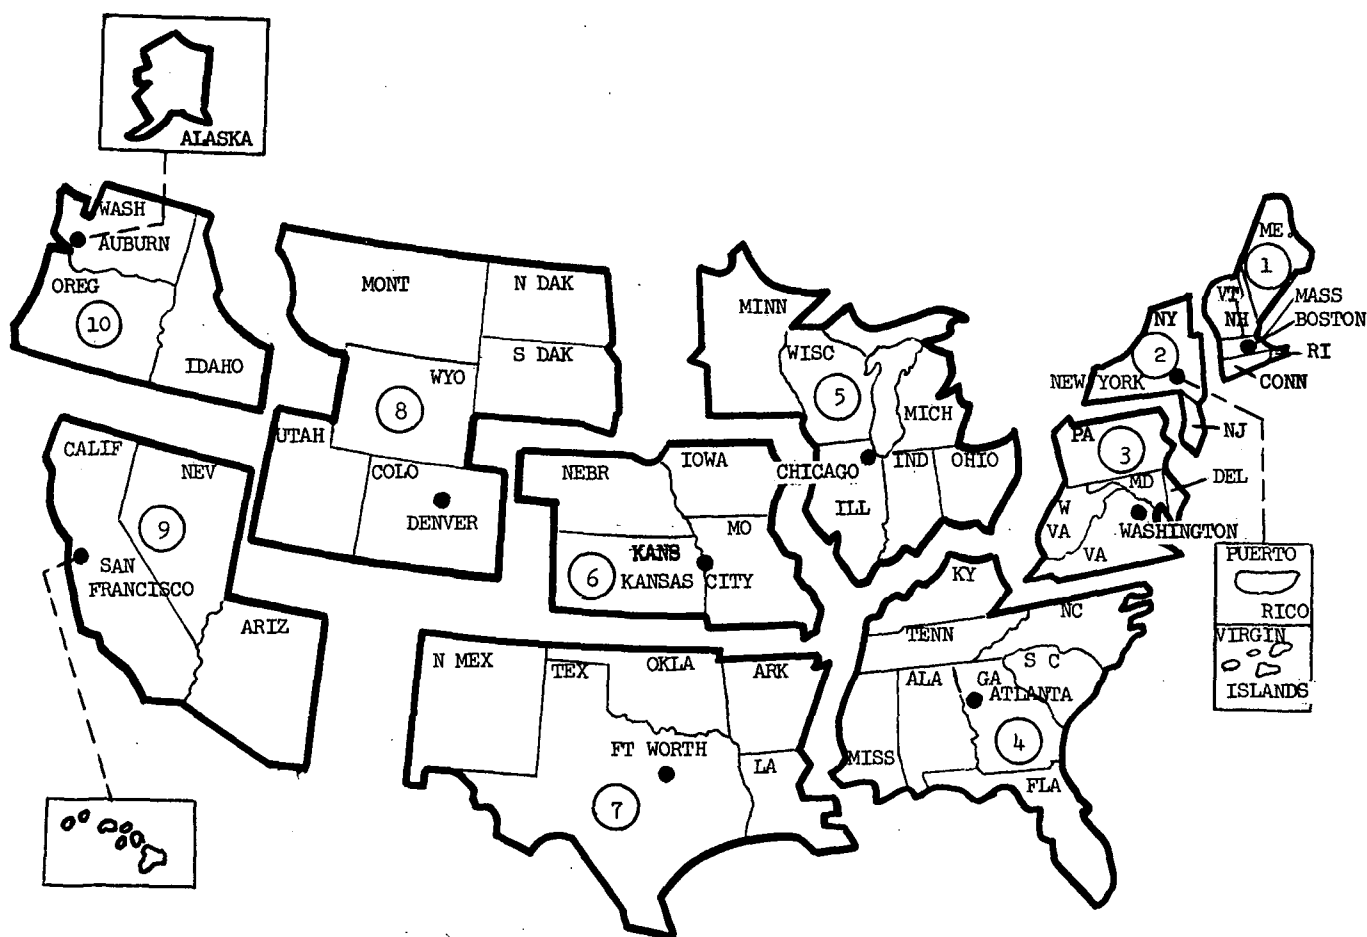 ALASKA
WASH
AUBURN
OREG
10
IDAHO
MONT
N DAK
S DAK
WYO
8
UTAH
COLO
DENVER
CALIF
NEV
9
SAN
FRANCISCO
ARIZ
NEBR
IOWA
MO
KANS
6
KANSAS CITY
MINN
WISC
5
MICH
CHICAGO
IND
OHIO
ILL
N MEX
TEX
OKLA
ARK
FT WORTH
LA
7
KY
TENN
NC
S C
ALA
GA
ATLANTA
4
MISS
FLA
ME.
1
VT
NH
MASS
BOSTON
RI
CONN
NY
2
NEW YORK
NJ
PA
3
MD
DEL
W
VA
WASHINGTON
VA
PUERTO
RICO
VIRGIN
ISLANDS